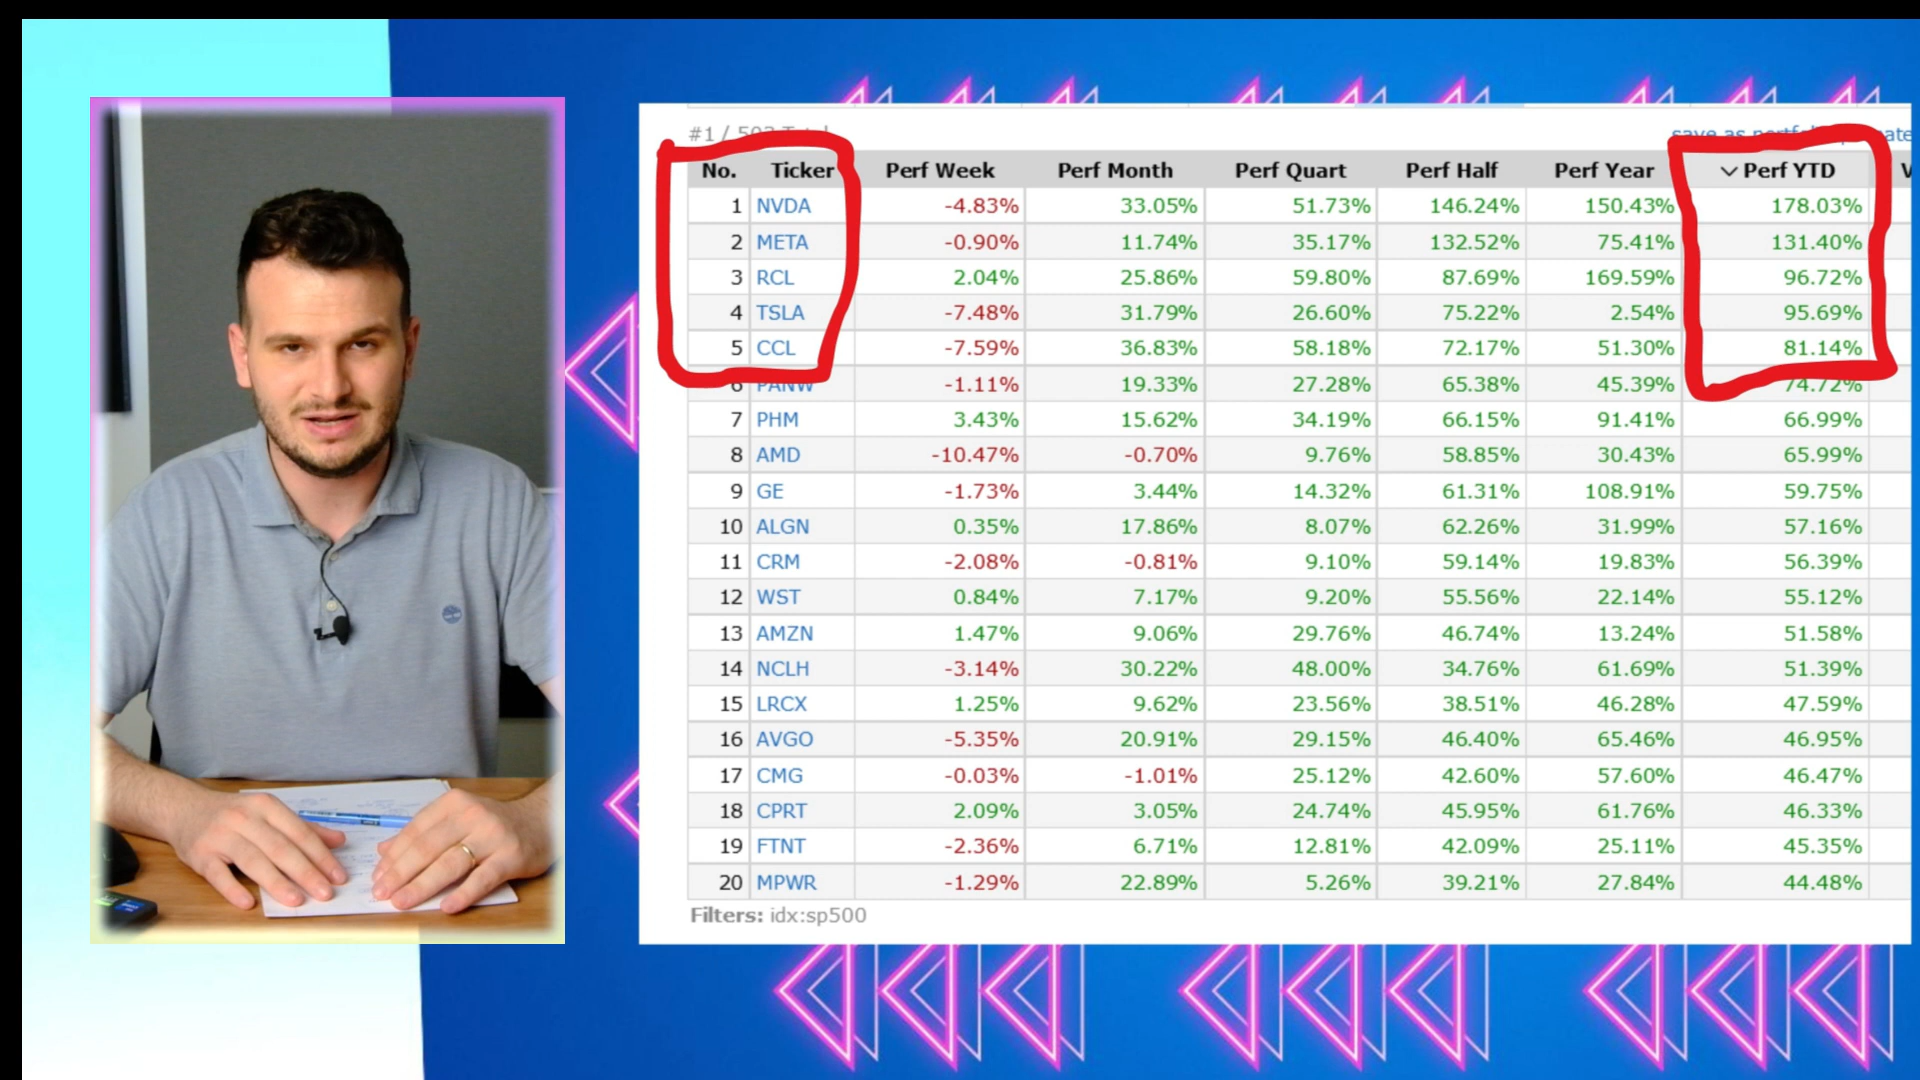 #1 / 503 Total
No. Ticker Perf Week Perf Month Perf Quart Perf Half Perf Year Perf YTD
1 NVDA -4.83% 33.05% 51.73% 146.24% 150.43% 178.03%
2 META -0.90% 11.74% 35.17% 132.52% 75.41% 131.40%
3 RCL 2.04% 25.86% 59.80% 87.69% 169.59% 96.72%
4 TSLA -7.48% 31.79% 26.60% 75.22% 2.54% 95.69%
5 CCL -7.59% 36.83% 58.18% 72.17% 51.30% 81.14%
6 PANW -1.11% 19.33% 27.28% 65.38% 45.39% 74.72%
7 PHM 3.43% 15.62% 34.19% 66.15% 91.41% 66.99%
8 AMD -10.47% -0.70% 9.76% 58.85% 30.43% 65.99%
9 GE -1.73% 3.44% 14.32% 61.31% 108.91% 59.75%
10 ALGN 0.35% 17.86% 8.07% 62.26% 31.99% 57.16%
11 CRM -2.08% -0.81% 9.10% 59.14% 19.83% 56.39%
12 WST 0.84% 7.17% 9.20% 55.56% 22.14% 55.12%
13 AMZN 1.47% 9.06% 29.76% 46.74% 13.24% 51.58%
14 NCLH -3.14% 30.22% 48.00% 34.76% 61.69% 51.39%
15 LRCX 1.25% 9.62% 23.56% 38.51% 46.28% 47.59%
16 AVGO -5.35% 20.91% 29.15% 46.40% 65.46% 46.95%
17 CMG -0.03% -1.01% 25.12% 42.60% 57.60% 46.47%
18 CPRT 2.09% 3.05% 24.74% 45.95% 61.76% 46.33%
19 FTNT -2.36% 6.71% 12.81% 42.09% 25.11% 45.35%
20 MPWR -1.29% 22.89% 5.26% 39.21% 27.84% 44.48%
Filters: idx:sp500